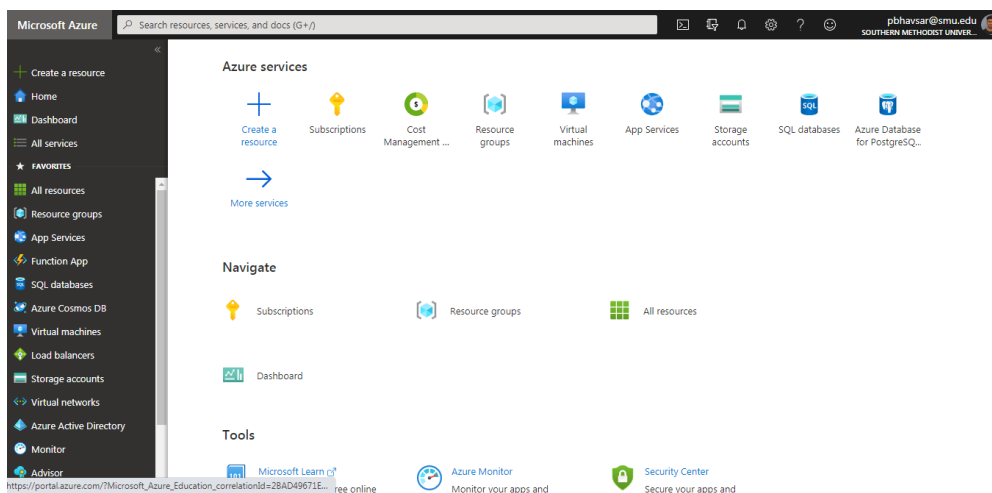 Microsoft Azure
Search resources, services, and docs (G+/)
pbhavsar@smu.edu
SOUTHERN METHODIST UNIVER...
«
Create a resource
Home
Dashboard
All services
FAVORITES
All resources
Resource groups
App Services
Function App
SQL databases
Azure Cosmos DB
Virtual machines
Load balancers
Storage accounts
Virtual networks
Azure Active Directory
Monitor
Advisor
https://portal.azure.com/?Microsoft_Azure_Education_correlationId=2BAD49671E...
Azure services
Create a
resource
Subscriptions
Cost
Management ...
Resource
groups
Virtual
machines
App Services
Storage
accounts
SQL databases
Azure Database
for PostgreSQ...
More services
Navigate
Subscriptions
Resource groups
All resources
Dashboard
Tools
Microsoft Learn
ree online
Azure Monitor
Monitor your apps and
Security Center
Secure your apps and